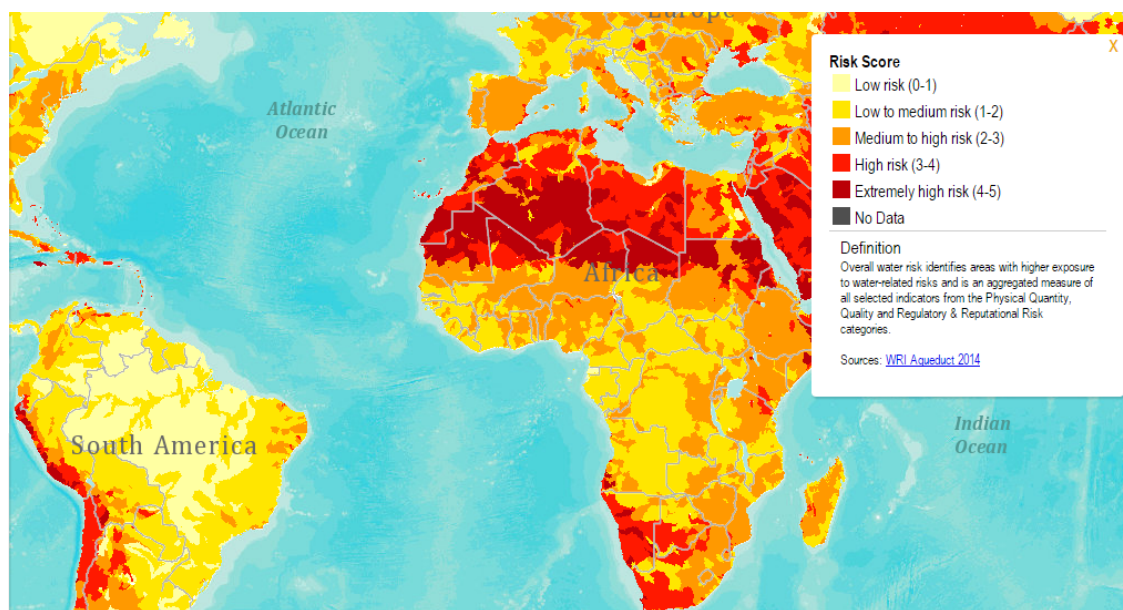 Europe
Atlantic
Ocean
Africa
South America
Indian
Ocean
X
Risk Score
Low risk (0-1)
Low to medium risk (1-2)
Medium to high risk (2-3)
High risk (3-4)
Extremely high risk (4-5)
No Data
Definition
Overall water risk identifies areas with higher exposure
to water-related risks and is an aggregated measure of
all selected indicators from the Physical Quantity,
Quality and Regulatory & Reputational Risk
categories.
Sources: WRI Aqueduct 2014